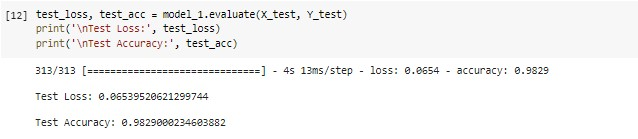 [12] test_loss, test_acc = model_1.evaluate(X_test, Y_test)
print('\nTest Loss:', test_loss)
print('\nTest Accuracy:', test_acc)
313/313 [==============================] - 4s 13ms/step - loss: 0.0654 - accuracy: 0.9829
Test Loss: 0.06539520621299744
Test Accuracy: 0.9829000234603882